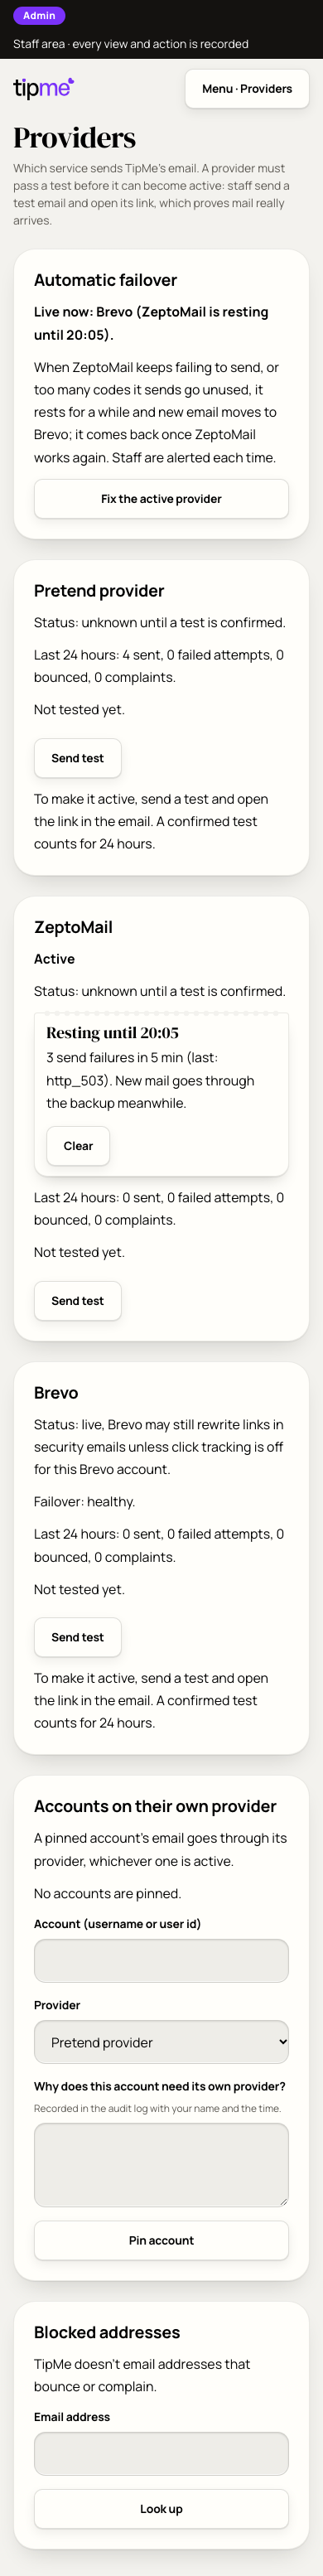 Admin
Staff area · every view and action is recorded
tipme
Menu · Providers
Providers
Which service sends TipMe's email. A provider must
pass a test before it can become active: staff send a
test email and open its link, which proves mail really
arrives.
Automatic failover
Live now: Brevo (ZeptoMail is resting
until 20:05).
When ZeptoMail keeps failing to send, or
too many codes it sends go unused, it
rests for a while and new email moves to
Brevo; it comes back once ZeptoMail
works again. Staff are alerted each time.
Fix the active provider
Pretend provider
Status: unknown until a test is confirmed.
Last 24 hours: 4 sent, 0 failed attempts, 0
bounced, 0 complaints.
Not tested yet.
Send test
To make it active, send a test and open
the link in the email. A confirmed test
counts for 24 hours.
ZeptoMail
Active
Status: unknown until a test is confirmed.
Resting until 20:05
3 send failures in 5 min (last:
http_503). New mail goes through
the backup meanwhile.
Clear
Last 24 hours: 0 sent, 0 failed attempts, 0
bounced, 0 complaints.
Not tested yet.
Send test
Brevo
Status: live, Brevo may still rewrite links in
security emails unless click tracking is off
for this Brevo account.
Failover: healthy.
Last 24 hours: 0 sent, 0 failed attempts, 0
bounced, 0 complaints.
Not tested yet.
Send test
To make it active, send a test and open
the link in the email. A confirmed test
counts for 24 hours.
Accounts on their own provider
A pinned account's email goes through its
provider, whichever one is active.
No accounts are pinned.
Account (username or user id)
Provider
Pretend provider
Why does this account need its own provider?
Recorded in the audit log with your name and the time.
Pin account
Blocked addresses
TipMe doesn't email addresses that
bounce or complain.
Email address
Look up